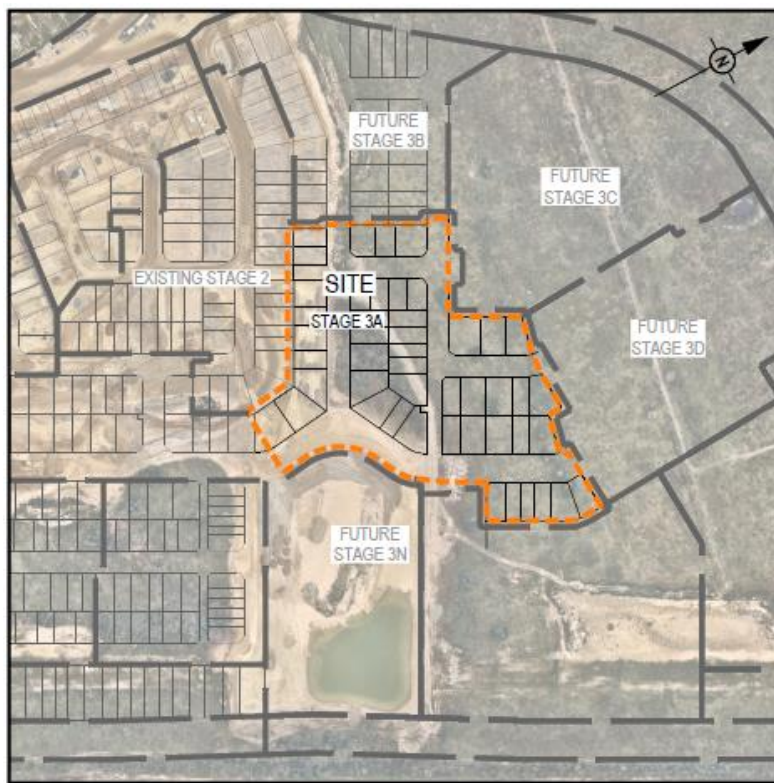 N
FUTURE
STAGE 3B
FUTURE
STAGE 3C
EXISTING STAGE 2
SITE
STAGE 3A
FUTURE
STAGE 3D
FUTURE
STAGE 3N